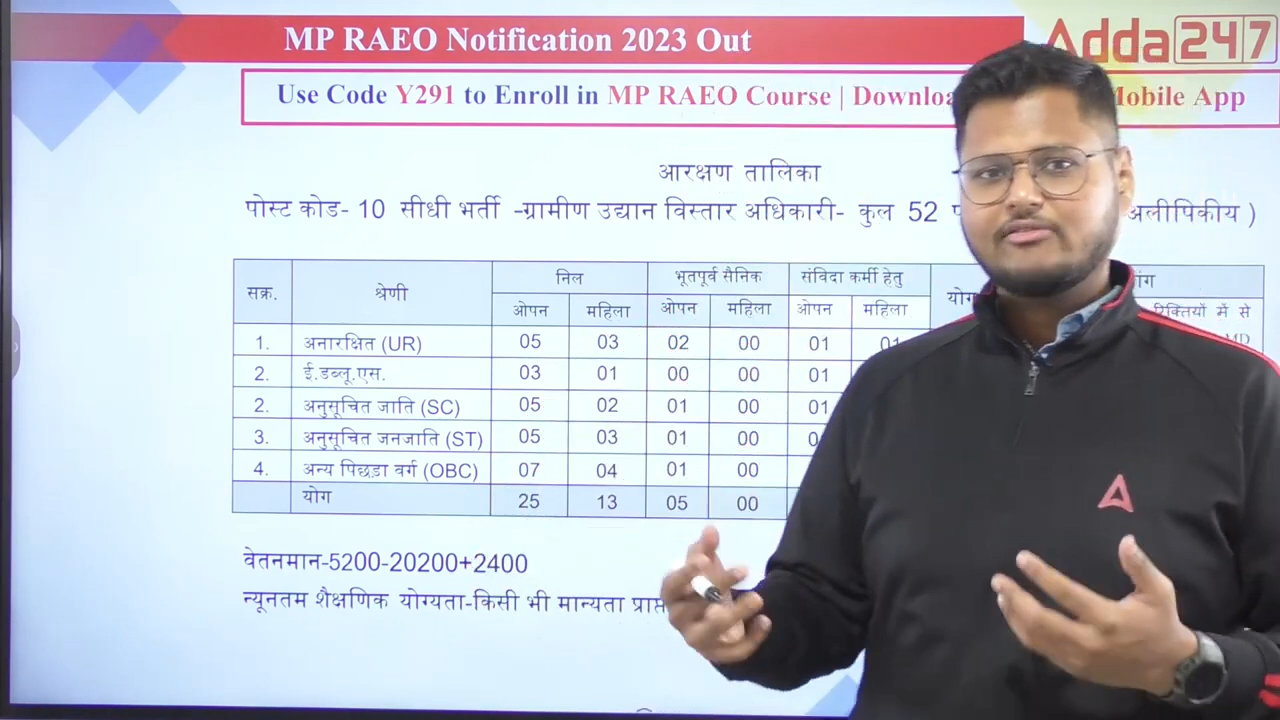 MP RAEO Notification 2023 Out
Adda 247
Use Code Y291 to Enroll in MP RAEO Course | Mobile App
आरक्षण तालिका
पोस्ट कोड- 10 सीधी भर्ती -ग्रामीण उद्यान विस्तार अधिकारी- कुल 52 अलीपिकीय )
सक्र. श्रेणी निल भूतपूर्व सैनिक संविदा कर्मी हेतु योग
ओपन महिला ओपन महिला ओपन महिला रिक्तियों में से
1. अनारक्षित (UR) 05 03 02 00 01 01 MD
2. ई.डब्लू.एस. 03 01 00 00 01
2. अनुसूचित जाति (SC) 05 02 01 00 01
3. अनुसूचित जनजाति (ST) 05 03 01 00
4. अन्य पिछड़ा वर्ग (OBC) 07 04 01 00
योग 25 13 05 00
वेतनमान-5200-20200+2400
न्यूनतम शैक्षणिक योग्यता-किसी भी मान्यता